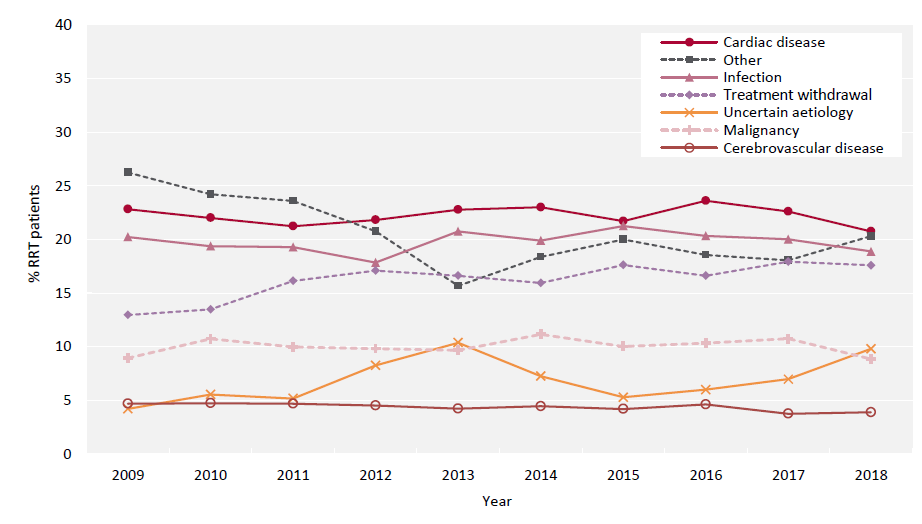 40
35
30
25
20
15
10
5
0
% RRT patients
Cardiac disease
Other
Infection
Treatment withdrawal
Uncertain aetiology
Malignancy
Cerebrovascular disease
2009 2010 2011 2012 2013 2014 2015 2016 2017 2018
Year